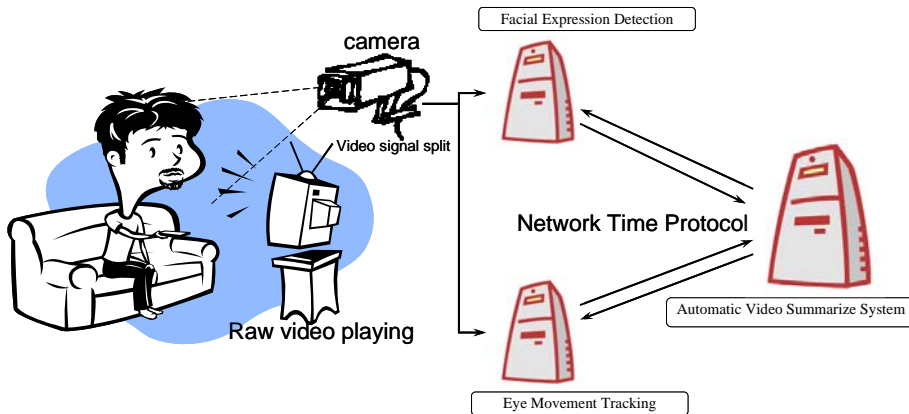 Facial Expression Detection
camera
Video signal split
Network Time Protocol
Automatic Video Summarize System
Raw video playing
Eye Movement Tracking